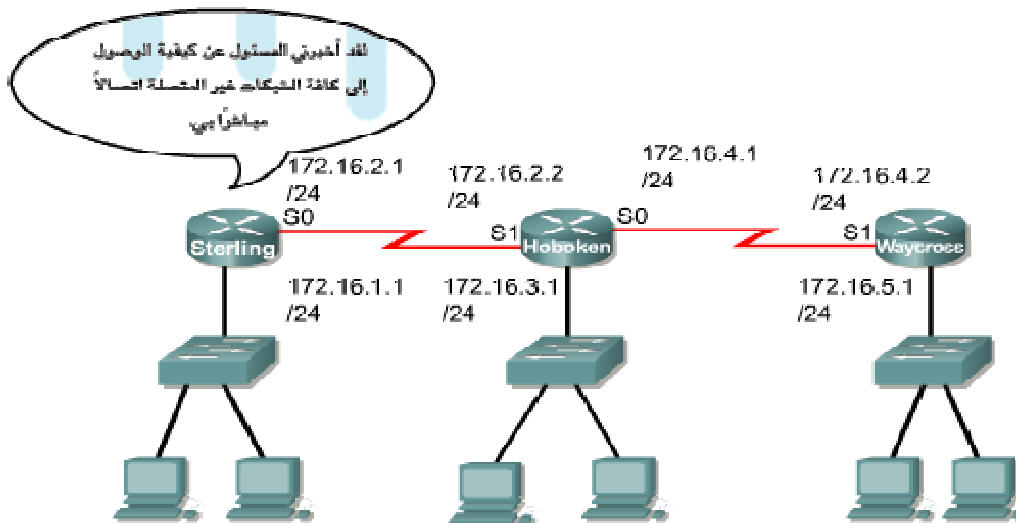 لقد أخبرني المسئول عن كيفية الوصول
إلى كافة الشبكات غير المتصلة اتصالاً
مباشرًا بي.
172.16.2.1
/24
172.16.2.2
/24
172.16.4.1
/24
172.16.4.2
/24
S0
S1
S0
S1
Sterling
Hoboken
Waycross
172.16.1.1
/24
172.16.3.1
/24
172.16.5.1
/24